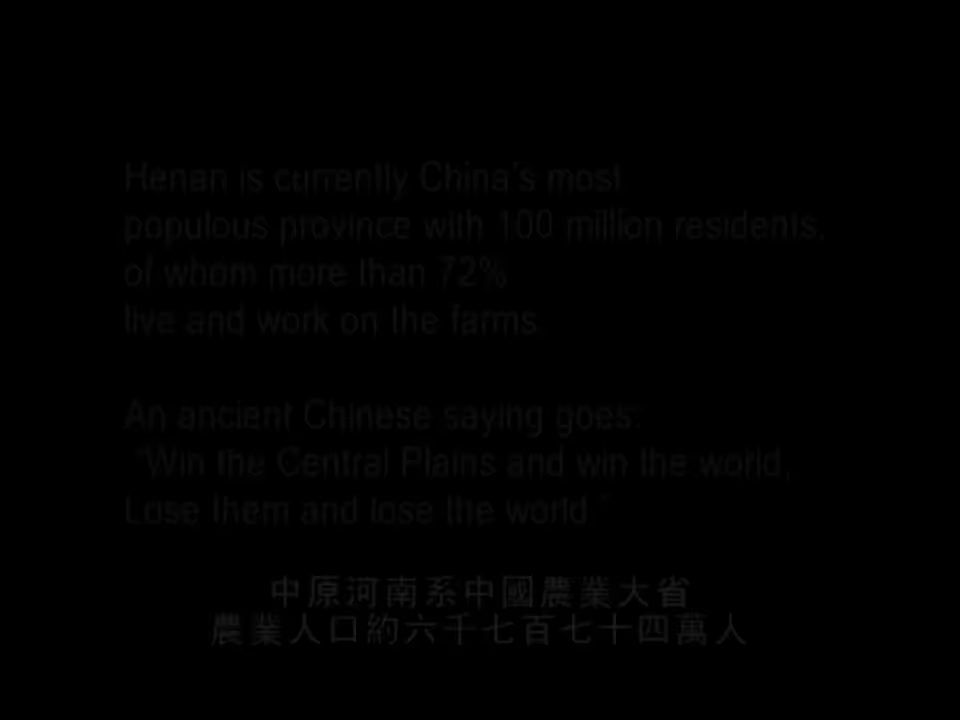 Henan is currently China's most
populous province with 100 million residents,
of whom more than 72%
live and work on the farms.
An ancient Chinese saying goes:
"Win the Central Plains and win the world,
Lose them and lose the world."
中原河南系中國農業大省
農業人口約六千七百七十四萬人